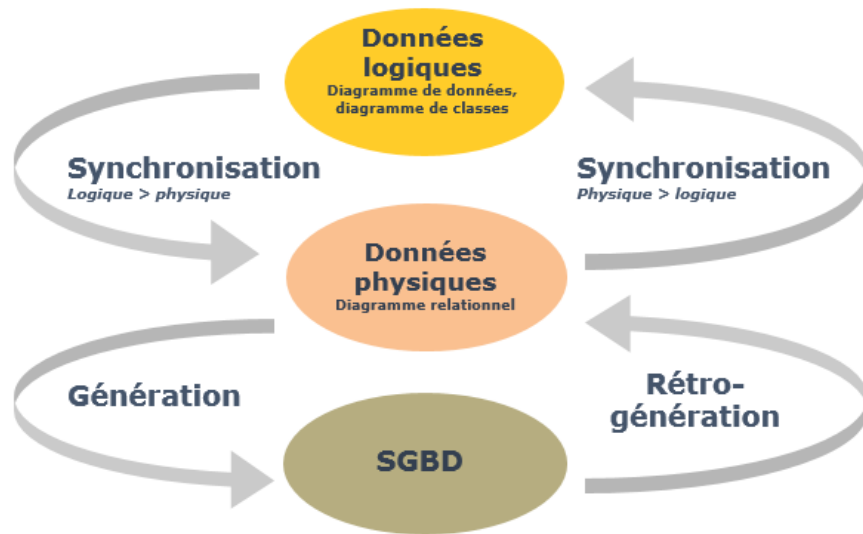 Données
logiques
Diagramme de données,
diagramme de classes
Synchronisation
Logique > physique
Synchronisation
Physique > logique
Données
physiques
Diagramme relationnel
Génération
Rétro-
génération
SGBD